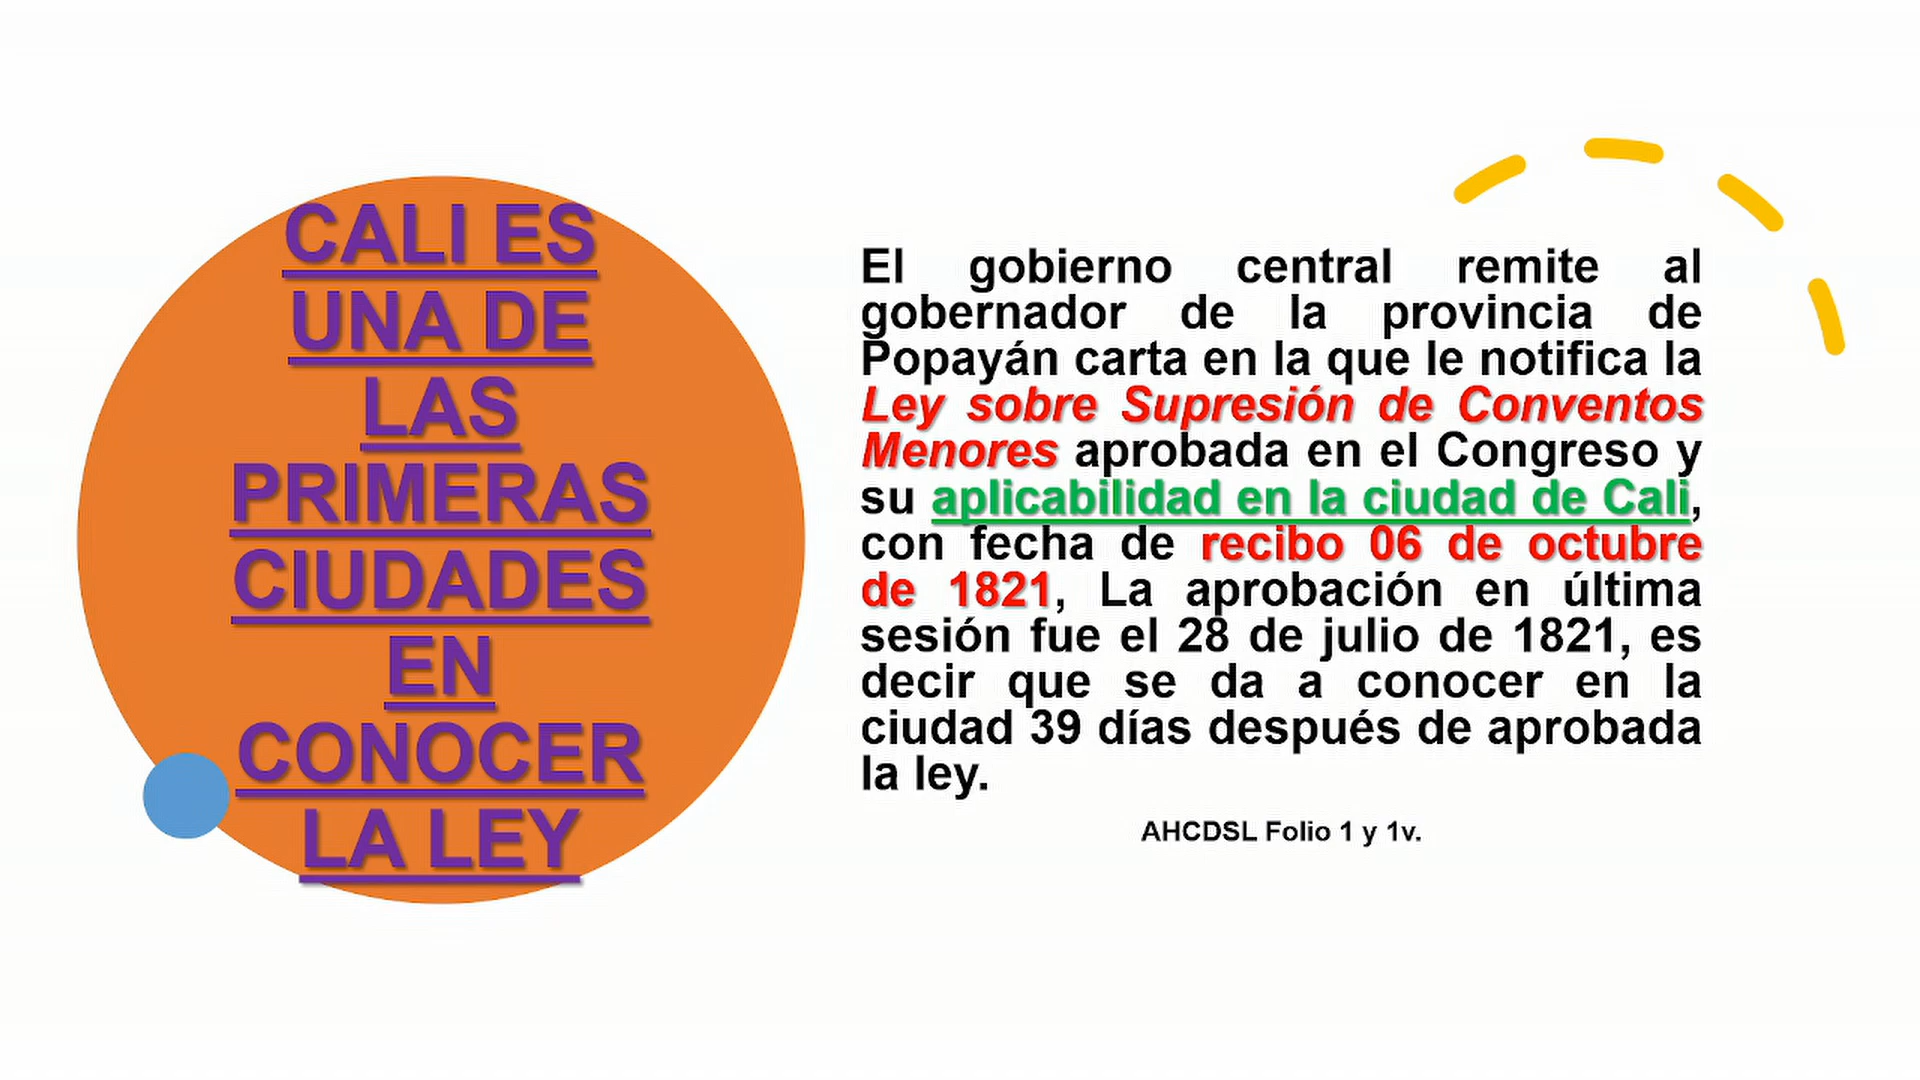 CALI ES
UNA DE
LAS
PRIMERAS
CIUDADES
EN
CONOCER
LA LEY
El gobierno central remite al
gobernador de la provincia de
Popayán carta en la que le notifica la
Ley sobre Supresión de Conventos
Menores aprobada en el Congreso y
su aplicabilidad en la ciudad de Cali,
con fecha de recibo 06 de octubre
de 1821, La aprobación en última
sesión fue el 28 de julio de 1821, es
decir que se da a conocer en la
ciudad 39 días después de aprobada
la ley.
AHCDSL Folio 1 y 1v.